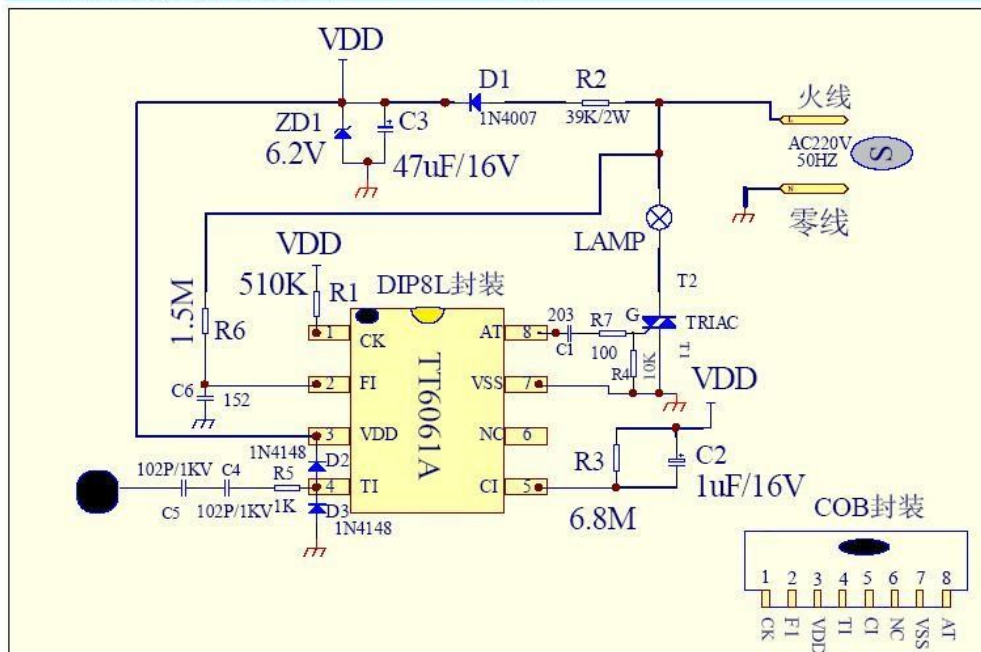 VDD
D1
R2
1N4007
39K/2W
火线
L
ZD1
6.2V
C3
47uF/16V
AC220V
50HZ
S
N
零线
LAMP
VDD
510K
R1
DIP8L封装
1.5M
R6
T2
G
TRIAC
T1
203
C1
R7
100
R4
10K
1
CK
AT
8
C6
152
2
FI
VSS
7
TT6061A
VDD
3
VDD
NC
6
R3
C2
1uF/16V
1N4148
D2
102P/1KV
C4
R5
4
TI
CI
5
C5
102P/1KV
1K
D3
1N4148
6.8M
COB封装
1 2 3 4 5 6 7 8
CK F1 VDD TI CI NC VSS AT